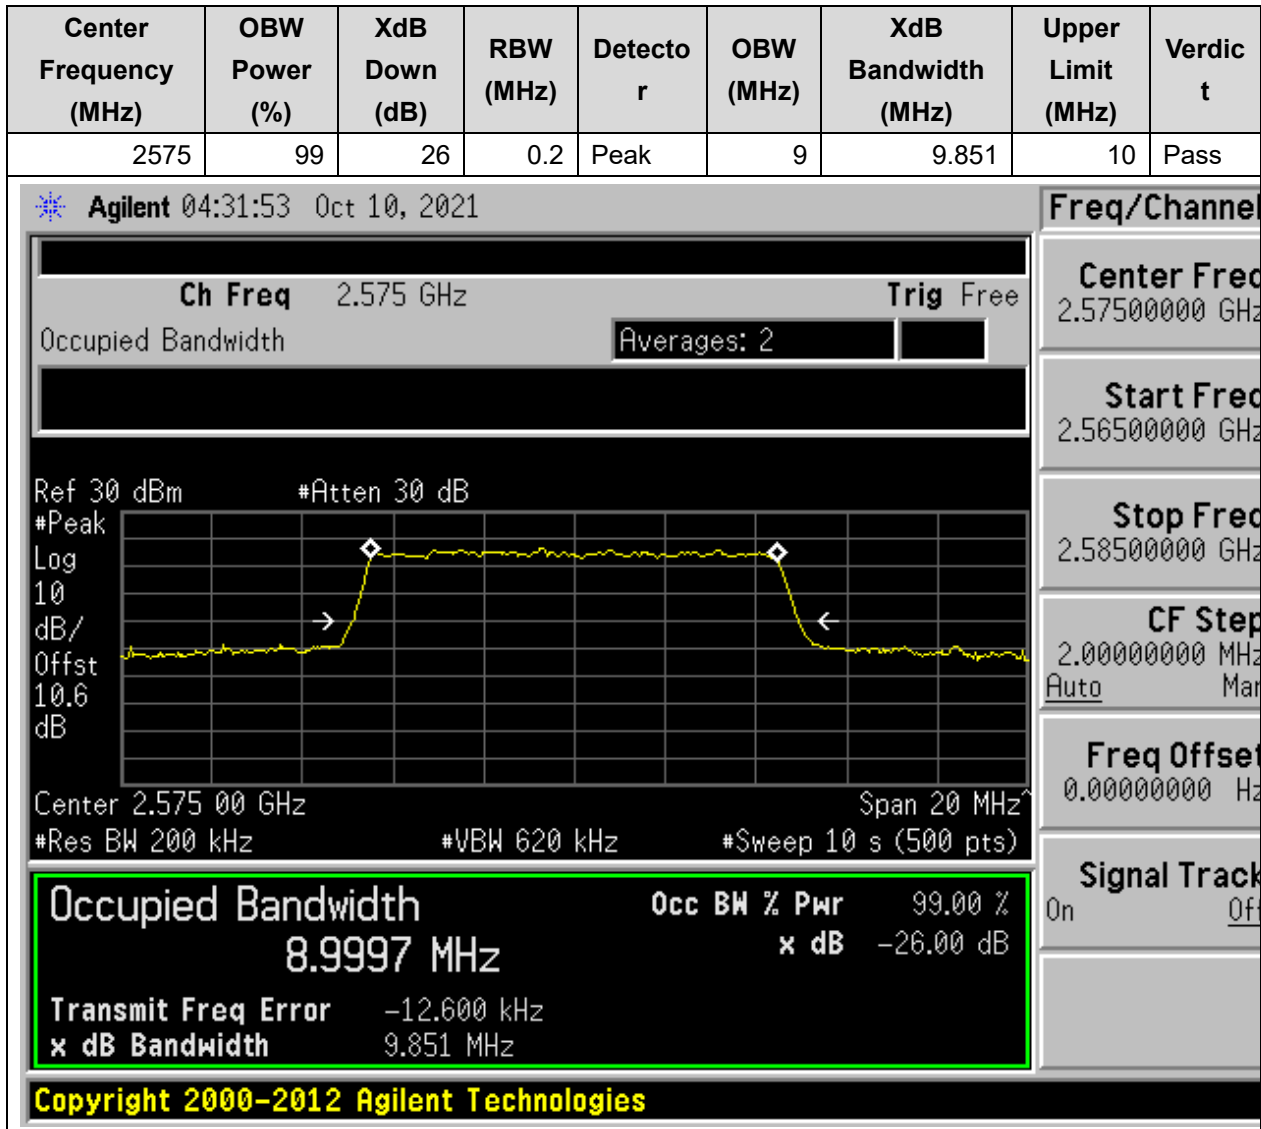 Center Frequency (MHz) OBW Power (%) XdB Down (dB) RBW (MHz) Detector OBW (MHz) XdB Bandwidth (MHz) Upper Limit (MHz) Verdict
2575 99 26 0.2 Peak 9 9.851 10 Pass
Agilent 04:31:53 Oct 10, 2021
Freq/Channel
Ch Freq 2.575 GHz Trig Free
Occupied Bandwidth Averages: 2
Center Freq
2.57500000 GHz
Start Freq
2.56500000 GHz
Stop Freq
2.58500000 GHz
CF Step
2.00000000 MHz
Auto Man
Freq Offset
0.00000000 Hz
Signal Track
On Off
Ref 30 dBm #Atten 30 dB
#Peak
Log
10
dB/
Offst
10.6
dB
Center 2.575 00 GHz Span 20 MHz^
#Res BW 200 kHz #VBW 620 kHz #Sweep 10 s (500 pts)
Occupied Bandwidth Occ BW % Pwr 99.00 %
8.9997 MHz x dB -26.00 dB
Transmit Freq Error -12.600 kHz
x dB Bandwidth 9.851 MHz
Copyright 2000-2012 Agilent Technologies